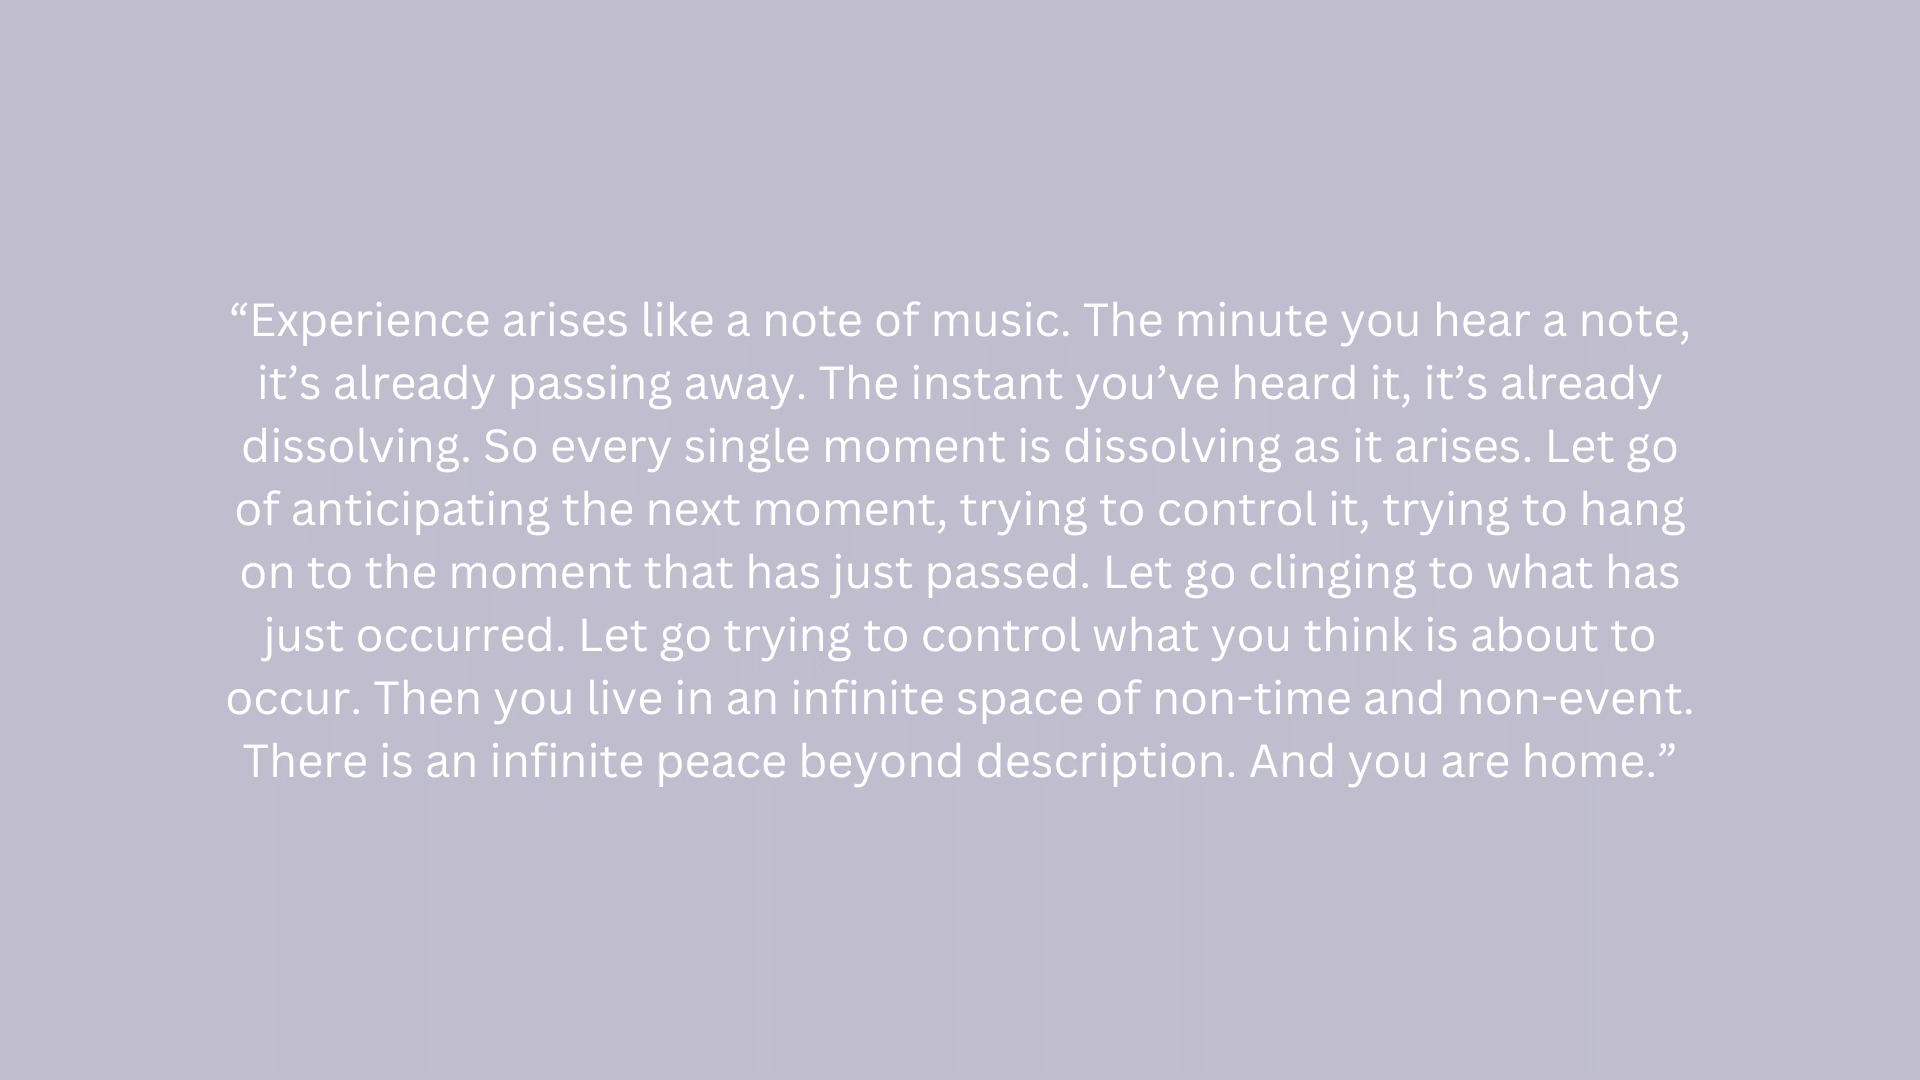 “Experience arises like a note of music. The minute you hear a note,
it’s already passing away. The instant you’ve heard it, it’s already
dissolving. So every single moment is dissolving as it arises. Let go
of anticipating the next moment, trying to control it, trying to hang
on to the moment that has just passed. Let go clinging to what has
just occurred. Let go trying to control what you think is about to
occur. Then you live in an infinite space of non-time and non-event.
There is an infinite peace beyond description. And you are home.”